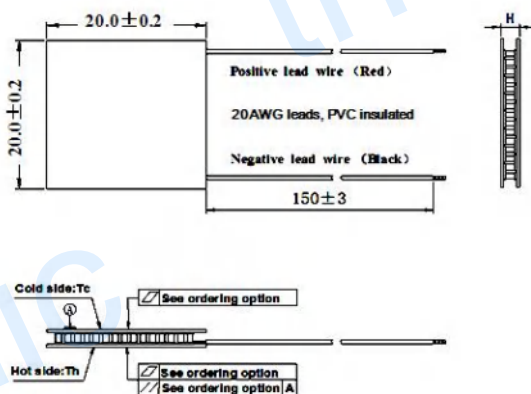 20.0±0.2
H
20.0±0.2
Positive lead wire (Red)
20AWG leads, PVC insulated
Negative lead wire (Black)
150±3
Cold side:Tc
A
See ordering option
Hot side:Th
See ordering option
// See ordering option A